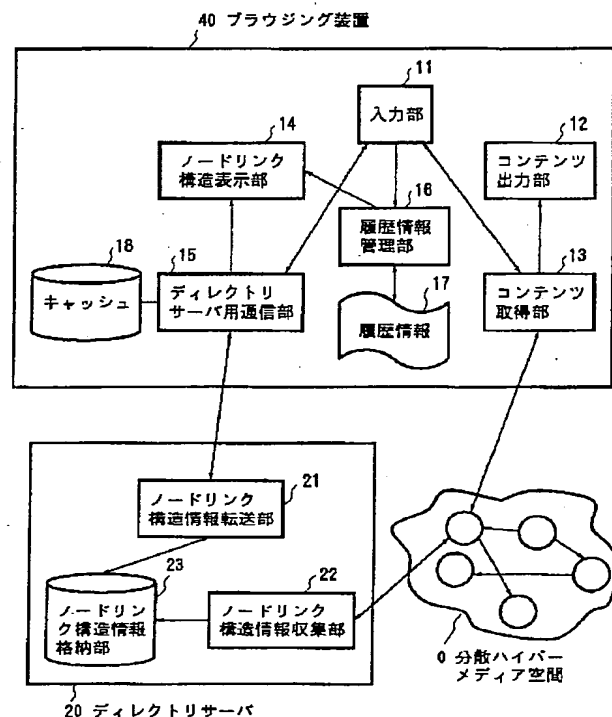 40 ブラウジング装置
11
入力部
14
ノードリンク
構造表示部
12
コンテンツ
出力部
16
履歴情報
管理部
18
キャッシュ
15
ディレクトリ
サーバ用通信部
17
履歴情報
13
コンテンツ
取得部
21
ノードリンク
構造情報転送部
23
ノードリン
ク構造情報
格納部
22
ノードリンク
構造情報収集部
0 分散ハイパー
メディア空間
20 ディレクトリサーバ